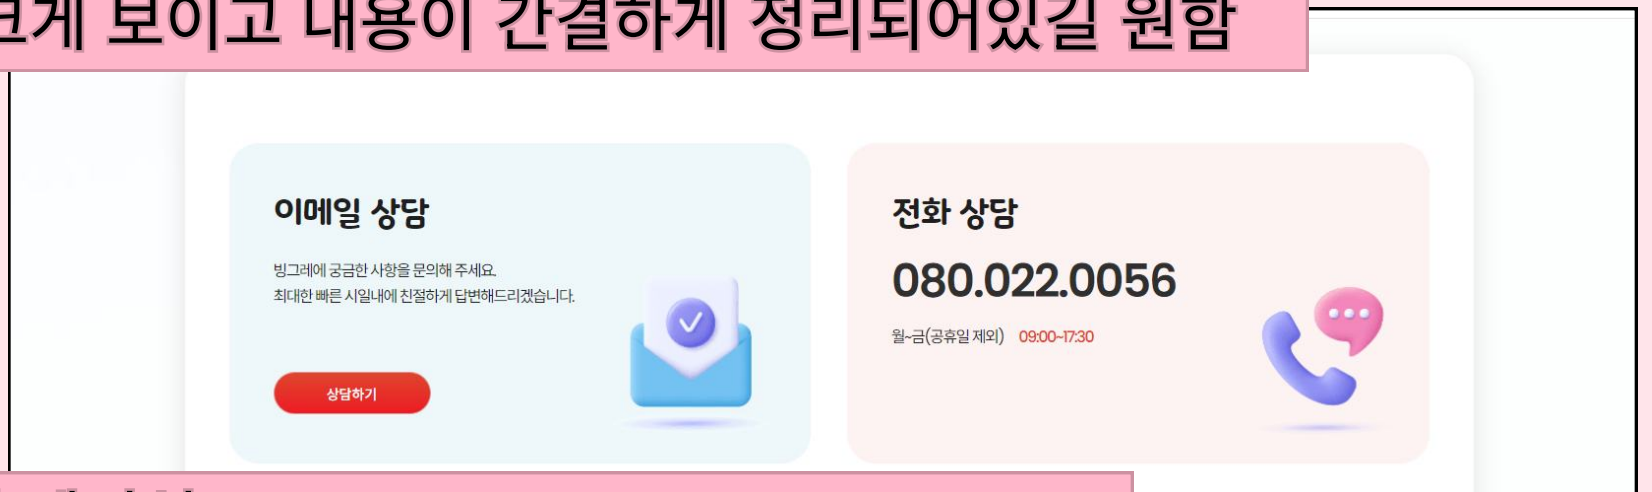 크게 보이고 내용이 간결하게 정리되어있길 원함
이메일 상담
빙그레에 궁금한 사항을 문의해 주세요.
최대한 빠른 시일내에 친절하게 답변해드리겠습니다.
상담하기
전화 상담
080.022.0056
월~금(공휴일 제외) 09:00~17:30